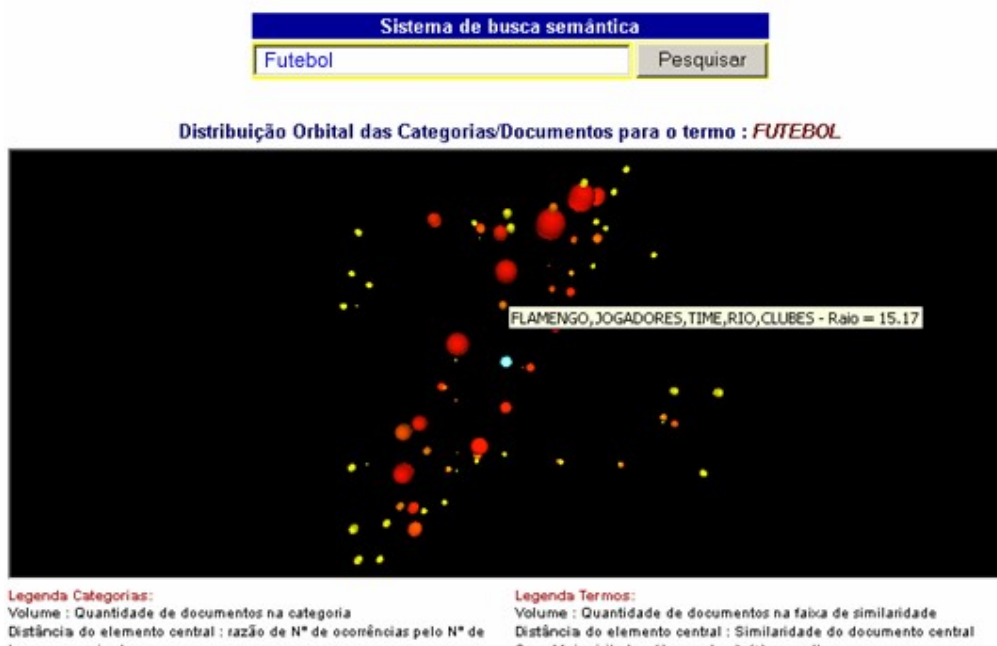 Sistema de busca semântica
Futebol
Pesquisar
Distribuição Orbital das Categorias/Documentos para o termo : FUTEBOL
FLAMENGO,JOGADORES,TIME,RIO,CLUBES - Raio = 15.17
Legenda Categorias:
Volume : Quantidade de documentos na categoria
Distância do elemento central : razão de Nº de ocorrências pelo Nº de
Legenda Termos:
Volume : Quantidade de documentos na faixa de similaridade
Distância do elemento central : Similaridade do documento central